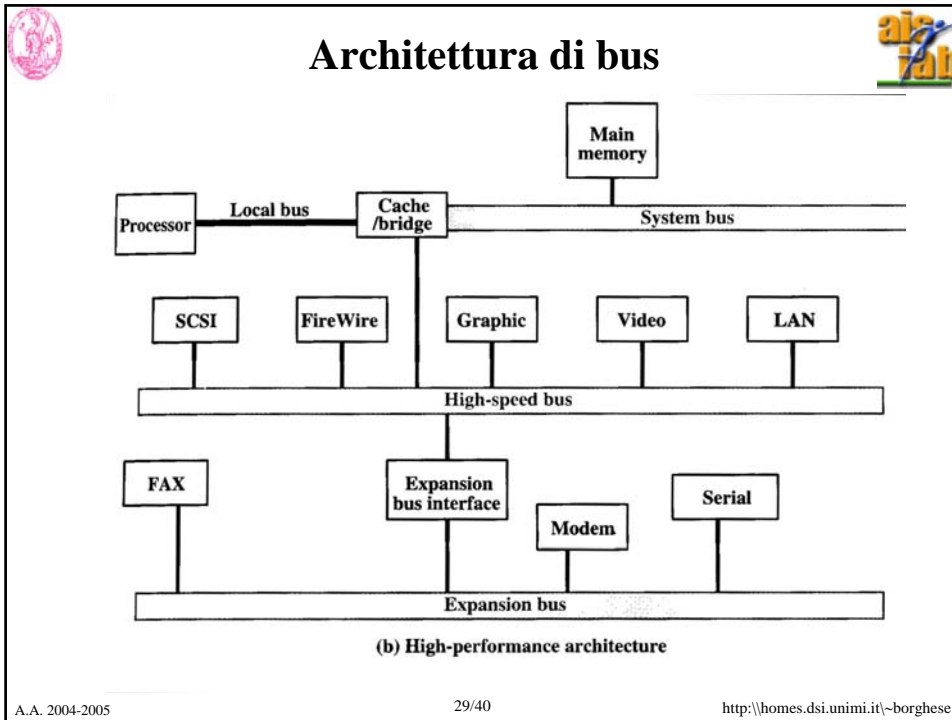 Architettura di bus
ais
lab
Main
memory
Processor
Local bus
Cache
/bridge
System bus
SCSI
FireWire
Graphic
Video
LAN
High-speed bus
FAX
Expansion
bus interface
Modem
Serial
Expansion bus
(b) High-performance architecture
A.A. 2004-2005
29/40
http:\\homes.dsi.unimi.it\~borghese